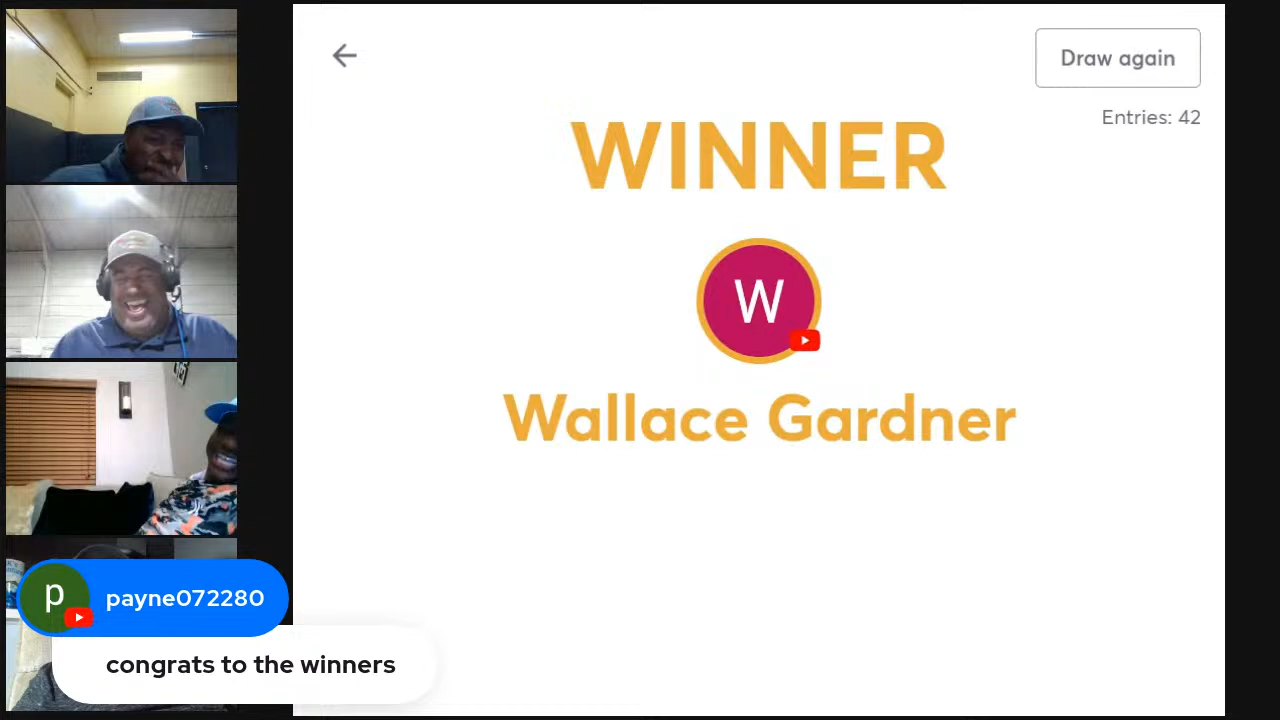 Draw again
Entries: 42
WINNER
W
Wallace Gardner
p
payne072280
congrats to the winners